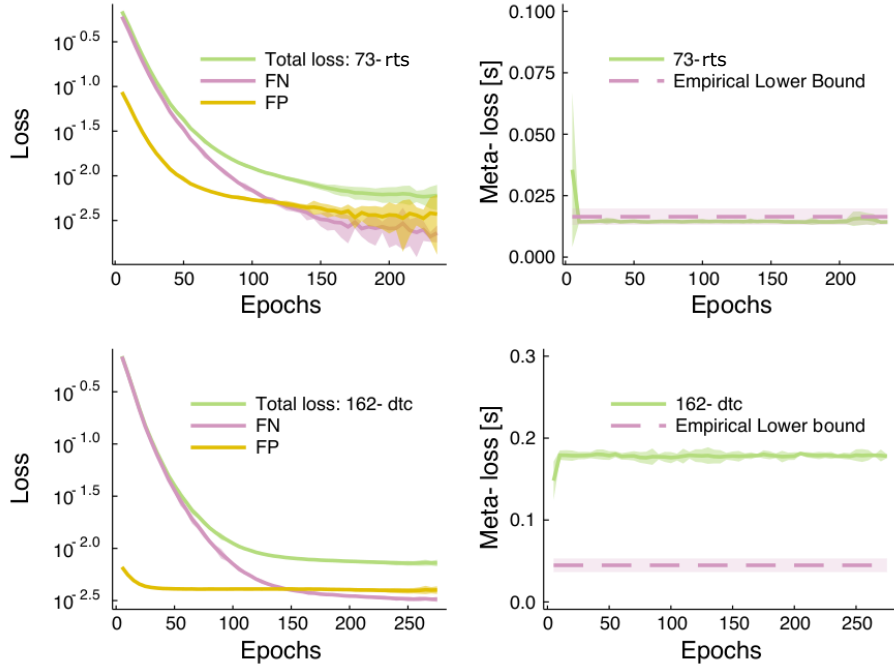 10^-0.5
10^-1.0
10^-1.5
10^-2.0
10^-2.5
Loss
Total loss: 73-rts
FN
FP
0 50 100 150 200
Epochs
0.100
0.075
0.050
0.025
0.000
Meta- loss [s]
73-rts
Empirical Lower Bound
0 50 100 150 200
Epochs
10^-0.5
10^-1.0
10^-1.5
10^-2.0
10^-2.5
Loss
Total loss: 162- dtc
FN
FP
0 50 100 150 200 250
Epochs
0.3
0.2
0.1
0.0
Meta- loss [s]
162- dtc
Empirical Lower bound
0 50 100 150 200 250
Epochs